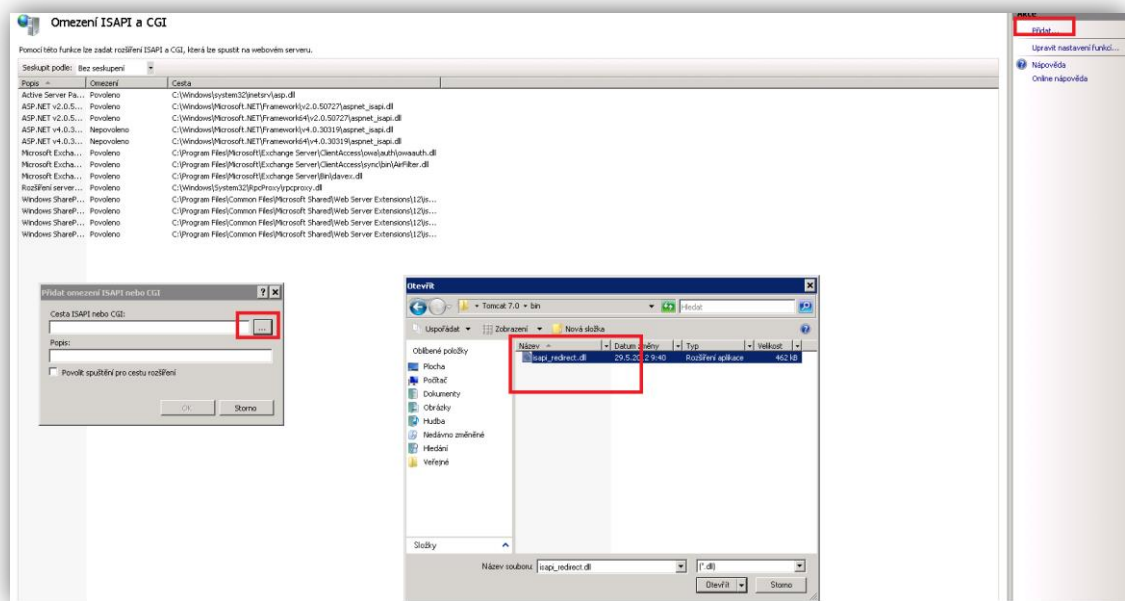 Omezení ISAPI a CGI
Pomocí této funkce lze zadat rozšíření ISAPI a CGI, která lze spustit na webovém serveru.
Seskupit podle: Bez seskupení
Popis Omezení Cesta
Active Server Pa... Povoleno C:\Windows\system32\inetsrv\asp.dll
ASP.NET v2.0.5... Povoleno C:\Windows\Microsoft.NET\Framework\v2.0.50727\aspnet_isapi.dll
ASP.NET v2.0.5... Povoleno C:\Windows\Microsoft.NET\Framework64\v2.0.50727\aspnet_isapi.dll
ASP.NET v4.0.3... Nepovoleno C:\Windows\Microsoft.NET\Framework\v4.0.30319\aspnet_isapi.dll
ASP.NET v4.0.3... Nepovoleno C:\Windows\Microsoft.NET\Framework64\v4.0.30319\aspnet_isapi.dll
Microsoft Excha... Povoleno C:\Program Files\Microsoft\Exchange Server\ClientAccess\owa\auth\owaauth.dll
Microsoft Excha... Povoleno C:\Program Files\Microsoft\Exchange Server\ClientAccess\sync\bin\AirFilter.dll
Microsoft Excha... Povoleno C:\Program Files\Microsoft\Exchange Server\Bin\davex.dll
Rozšíření server... Povoleno C:\Windows\System32\RpcProxy\rpcproxy.dll
Windows ShareP... Povoleno C:\Program Files\Common Files\Microsoft Shared\Web Server Extensions\12\is...
Windows ShareP... Povoleno C:\Program Files\Common Files\Microsoft Shared\Web Server Extensions\12\is...
Windows ShareP... Povoleno C:\Program Files\Common Files\Microsoft Shared\Web Server Extensions\12\is...
Windows ShareP... Povoleno C:\Program Files\Common Files\Microsoft Shared\Web Server Extensions\12\is...
Akce
Přidat...
Upravit nastavení funkcí...
Nápověda
Online nápověda
Přidat omezení ISAPI nebo CGI
Cesta ISAPI nebo CGI:
...
Popis:
Povolit spuštění pro cestu rozšíření
OK Storno
Otevřít
Tomcat 7.0 bin Hledat
Uspořádat Zobrazení Nová složka
Oblíbené položky
Plocha
Počítač
Dokumenty
Obrázky
Hudba
Nedávno změněné
Hledání
Veřejné
Složky
Název Datum změny Typ Velikost
isapi_redirect.dll 29.5.2012 9:40 Rozšíření aplikace 462 kB
Název souboru: isapi_redirect.dll (*.dll)
Otevřít Storno